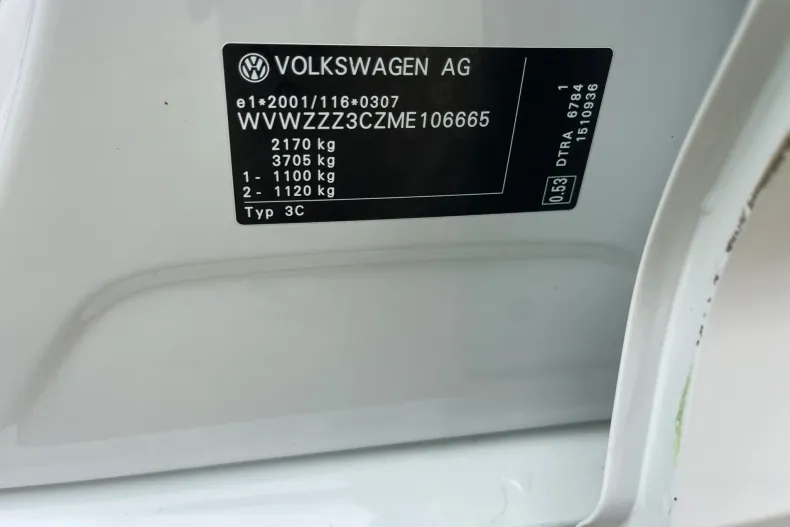 VOLKSWAGEN AG
e1*2001/116*0307
WVWZZZ3CZME106665
2170 kg
3705 kg
1 - 1100 kg
2 - 1120 kg
Typ 3C
0.53 DTRA 6784 1
1510936